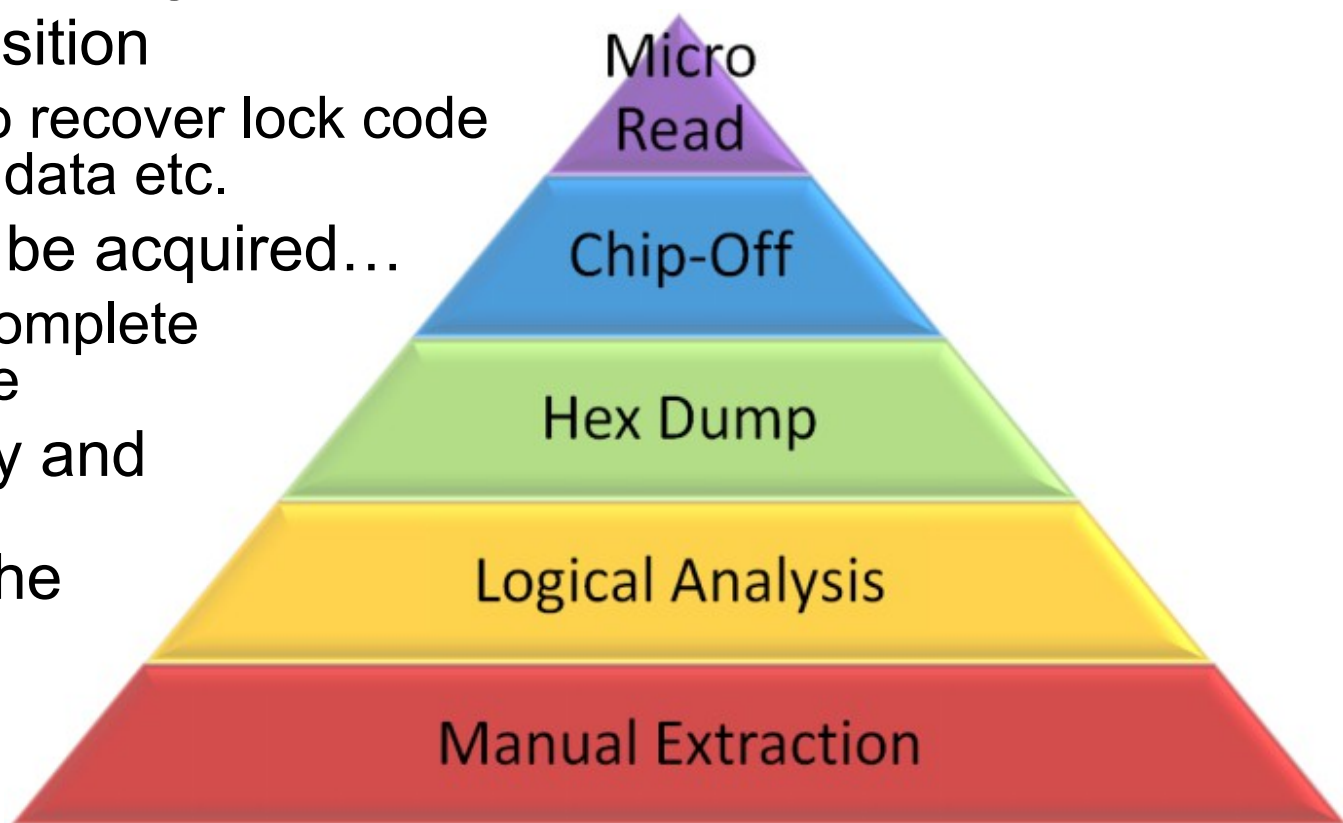 sition
o recover lock code
data etc.
be acquired…
omplete
e
y and
he
Micro
Read
Chip-Off
Hex Dump
Logical Analysis
Manual Extraction